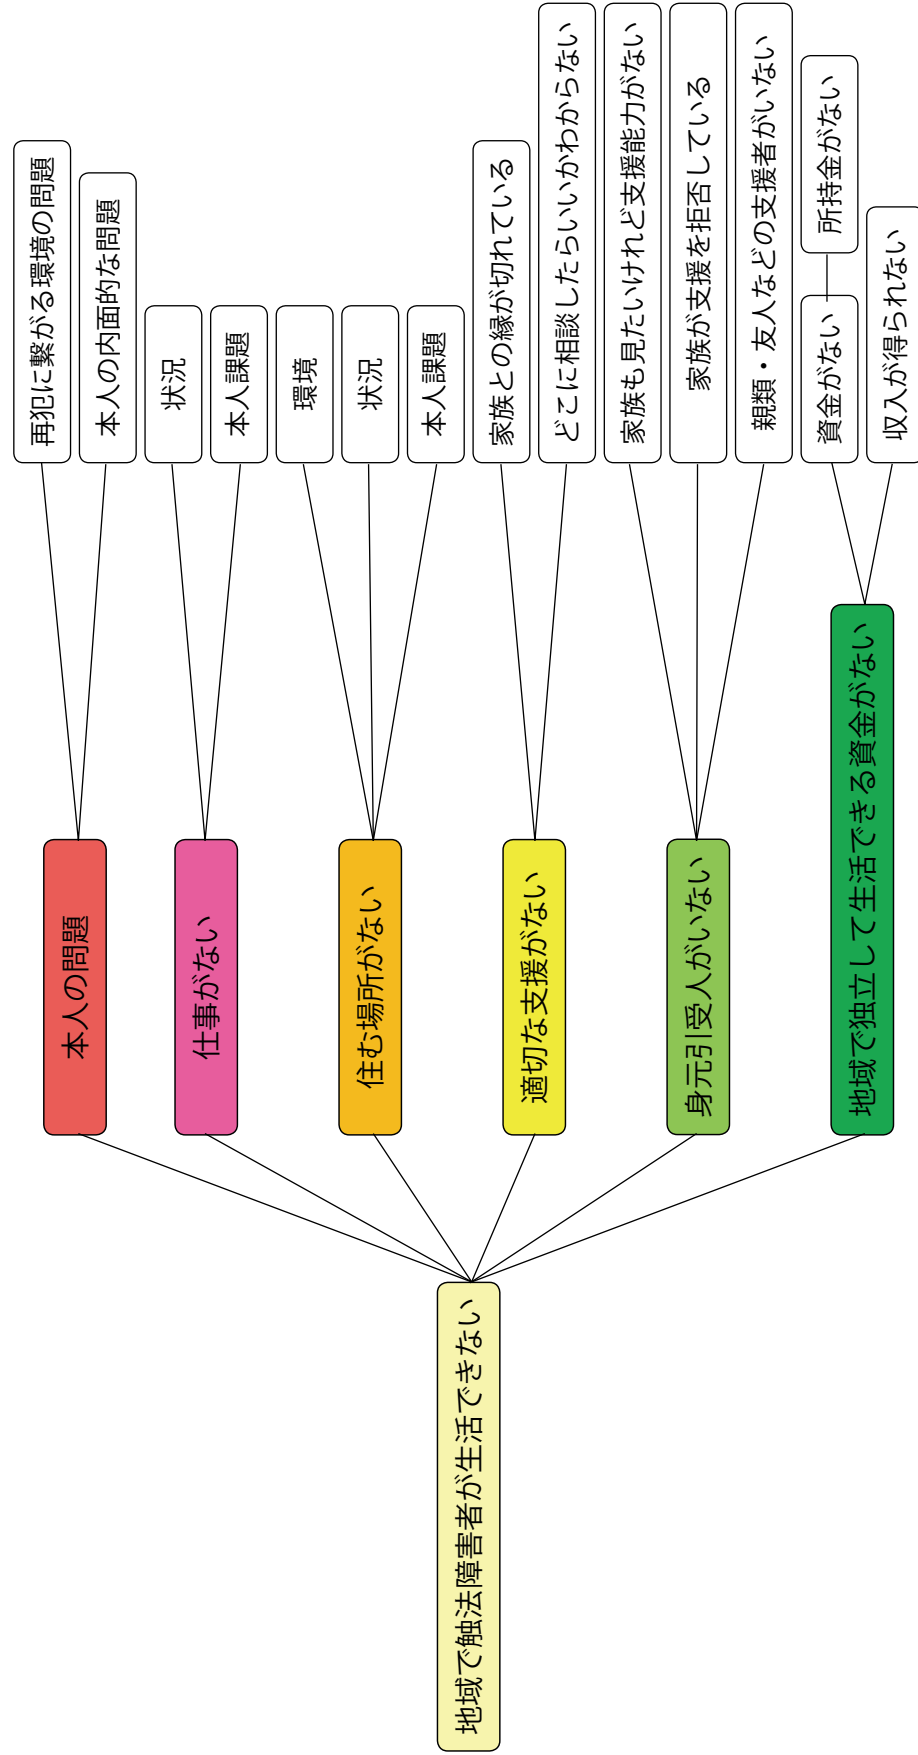 地域で触法障害者が生活できない
本人の問題
再犯に繋がる環境の問題
本人の内面的な問題
仕事がない
状況
本人課題
住む場所がない
環境
状況
本人課題
適切な支援がない
家族との縁が切れている
どこに相談したらいいかわからない
身元引受人がいない
家族も見たいけれど支援能力がない
家族が支援を拒否している
親類・友人などの支援者がいない
地域で独立して生活できる資金がない
資金がない
所持金がない
収入が得られない